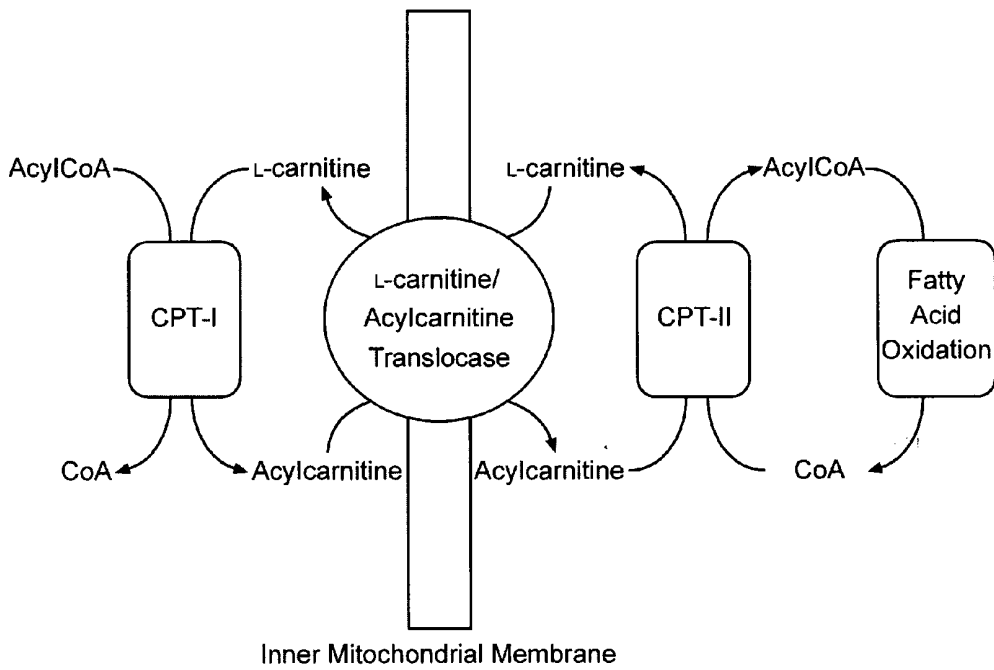 AcylCoA
L-carnitine
L-carnitine
AcylCoA
CPT-I
L-carnitine/
Acylcarnitine
Translocase
CPT-II
Fatty
Acid
Oxidation
CoA
Acylcarnitine
Acylcarnitine
CoA
Inner Mitochondrial Membrane